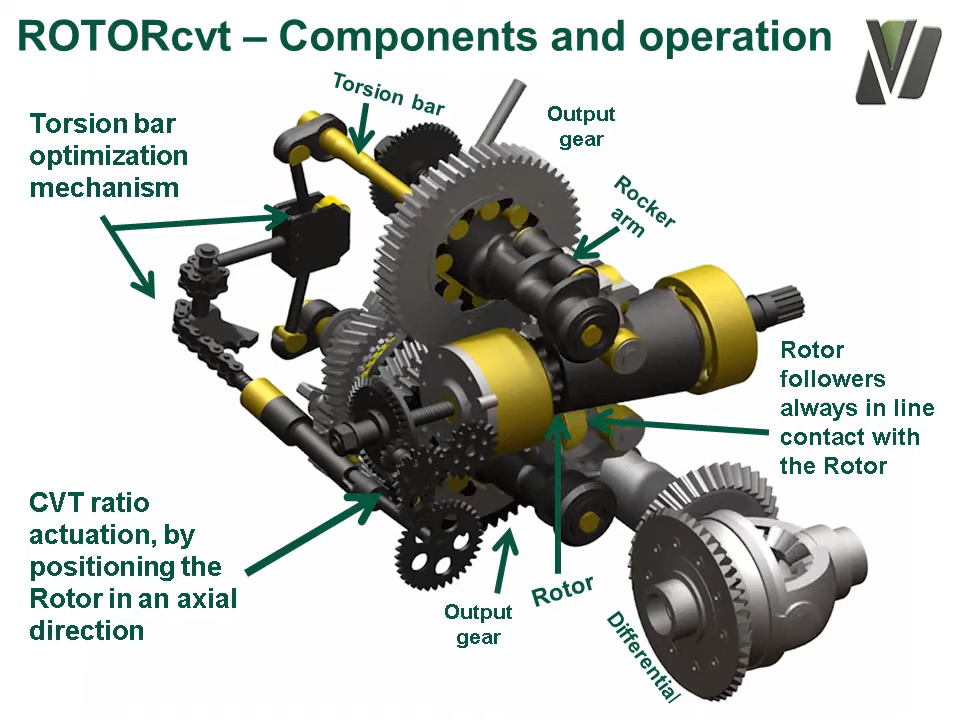 ROTORcvt – Components and operation
Torsion bar
Output
gear
Torsion bar
optimization
mechanism
Rocker
arm
Rotor
followers
always in line
contact with
the Rotor
CVT ratio
actuation, by
positioning the
Rotor in an axial
direction
Output
gear
Rotor
Differential